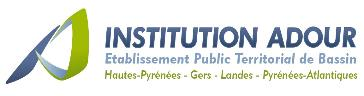 INSTITUTION ADOUR
Etablissement Public Territorial de Bassin
Hautes-Pyrénées - Gers - Landes - Pyrénées-Atlantiques